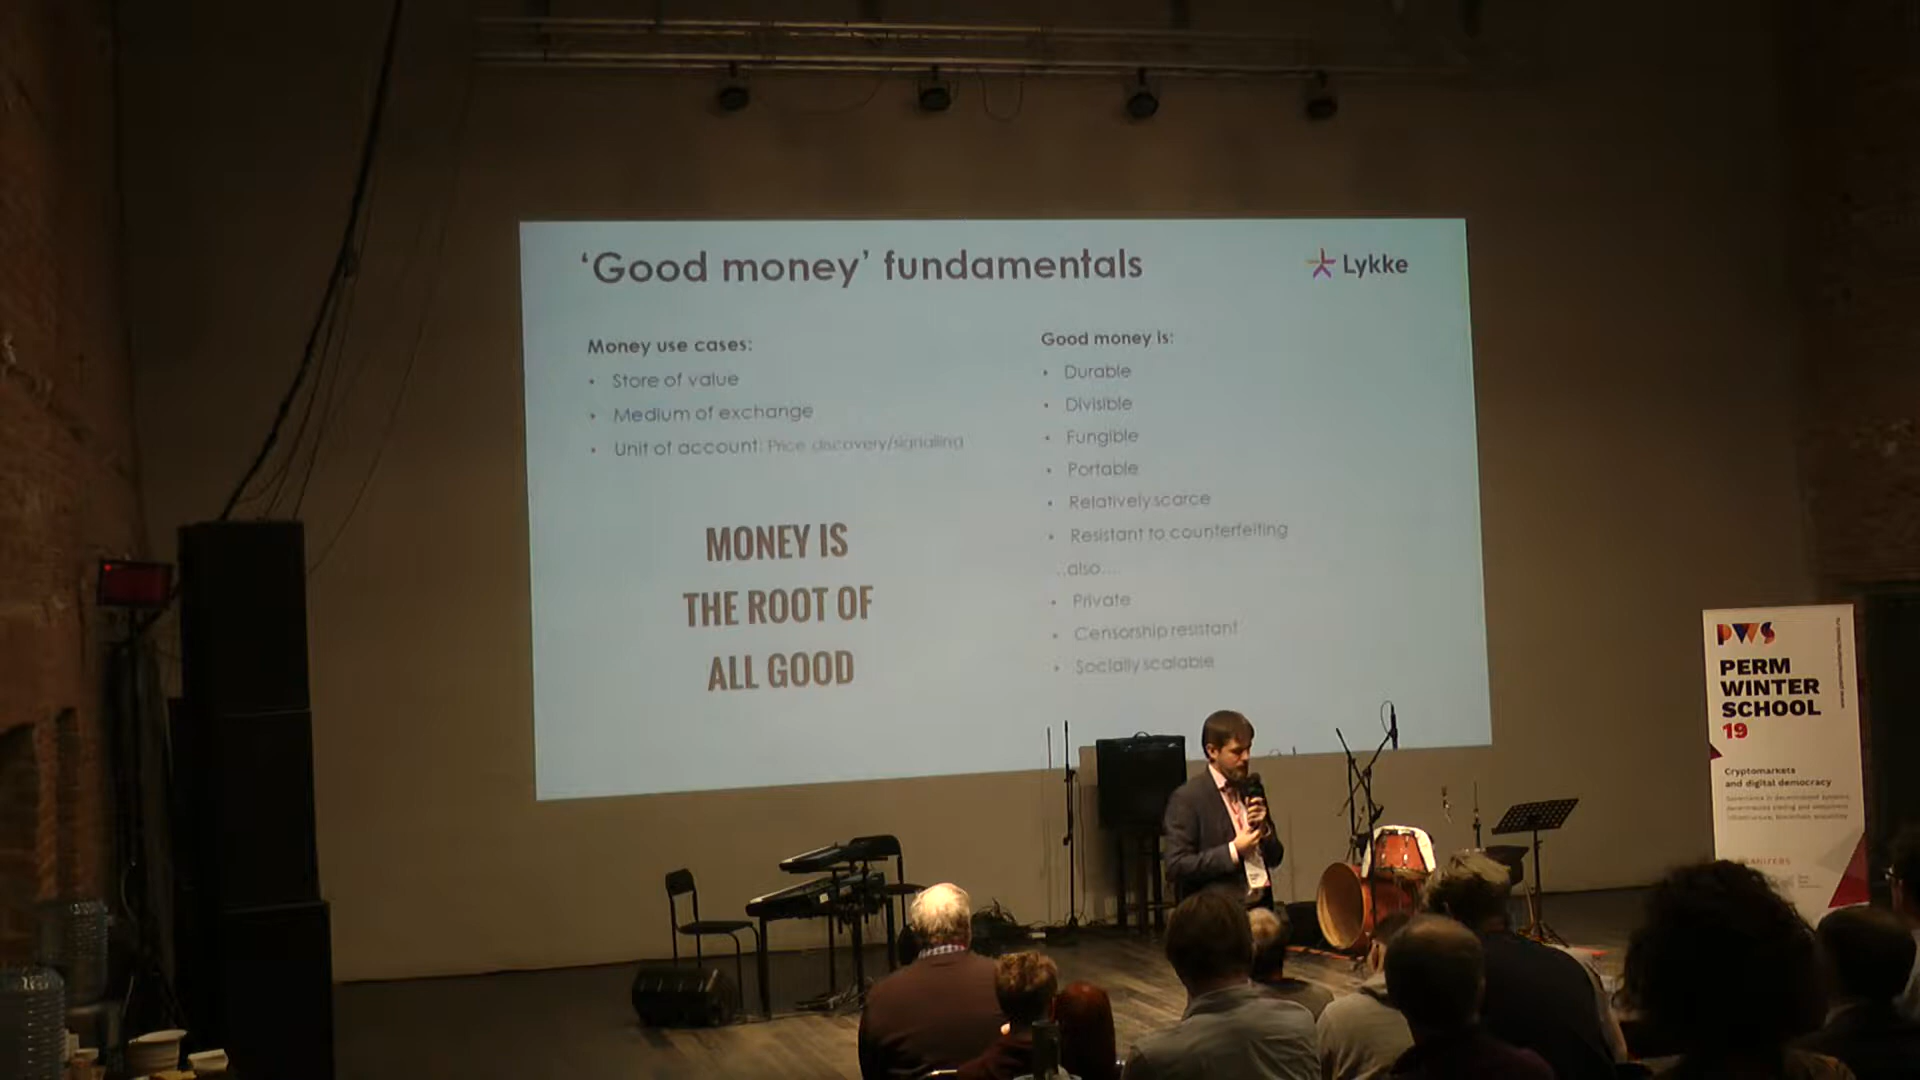 ‘Good money’ fundamentals
Lykke
Money use cases:
• Store of value
• Medium of exchange
• Unit of account: Price discovery/signalling
MONEY IS
THE ROOT OF
ALL GOOD
Good money is:
• Durable
• Divisible
• Fungible
• Portable
• Relatively scarce
• Resistant to counterfeiting
..also....
• Private
• Censorship resistant
• Socially scalable
PWS
PERM
WINTER
SCHOOL
19
Cryptomarkets
and digital democracy